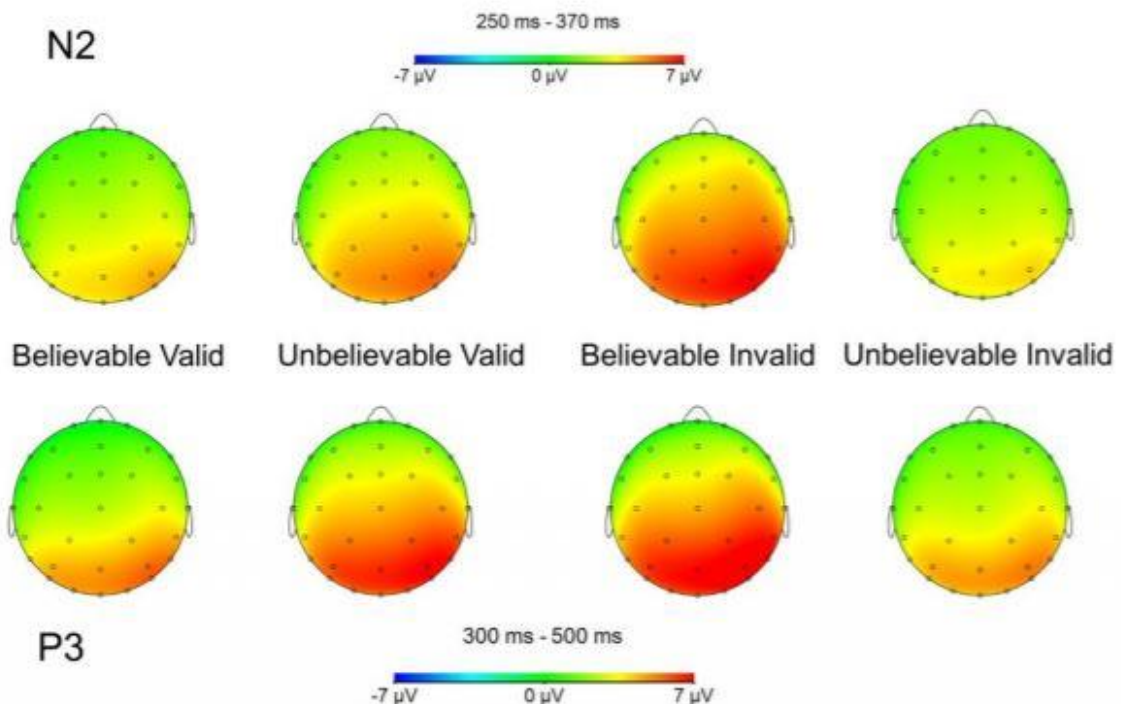 N2
250 ms - 370 ms
-7 µV 0 µV 7 µV
Believable Valid Unbelievable Valid Believable Invalid Unbelievable Invalid
P3
300 ms - 500 ms
-7 µV 0 µV 7 µV